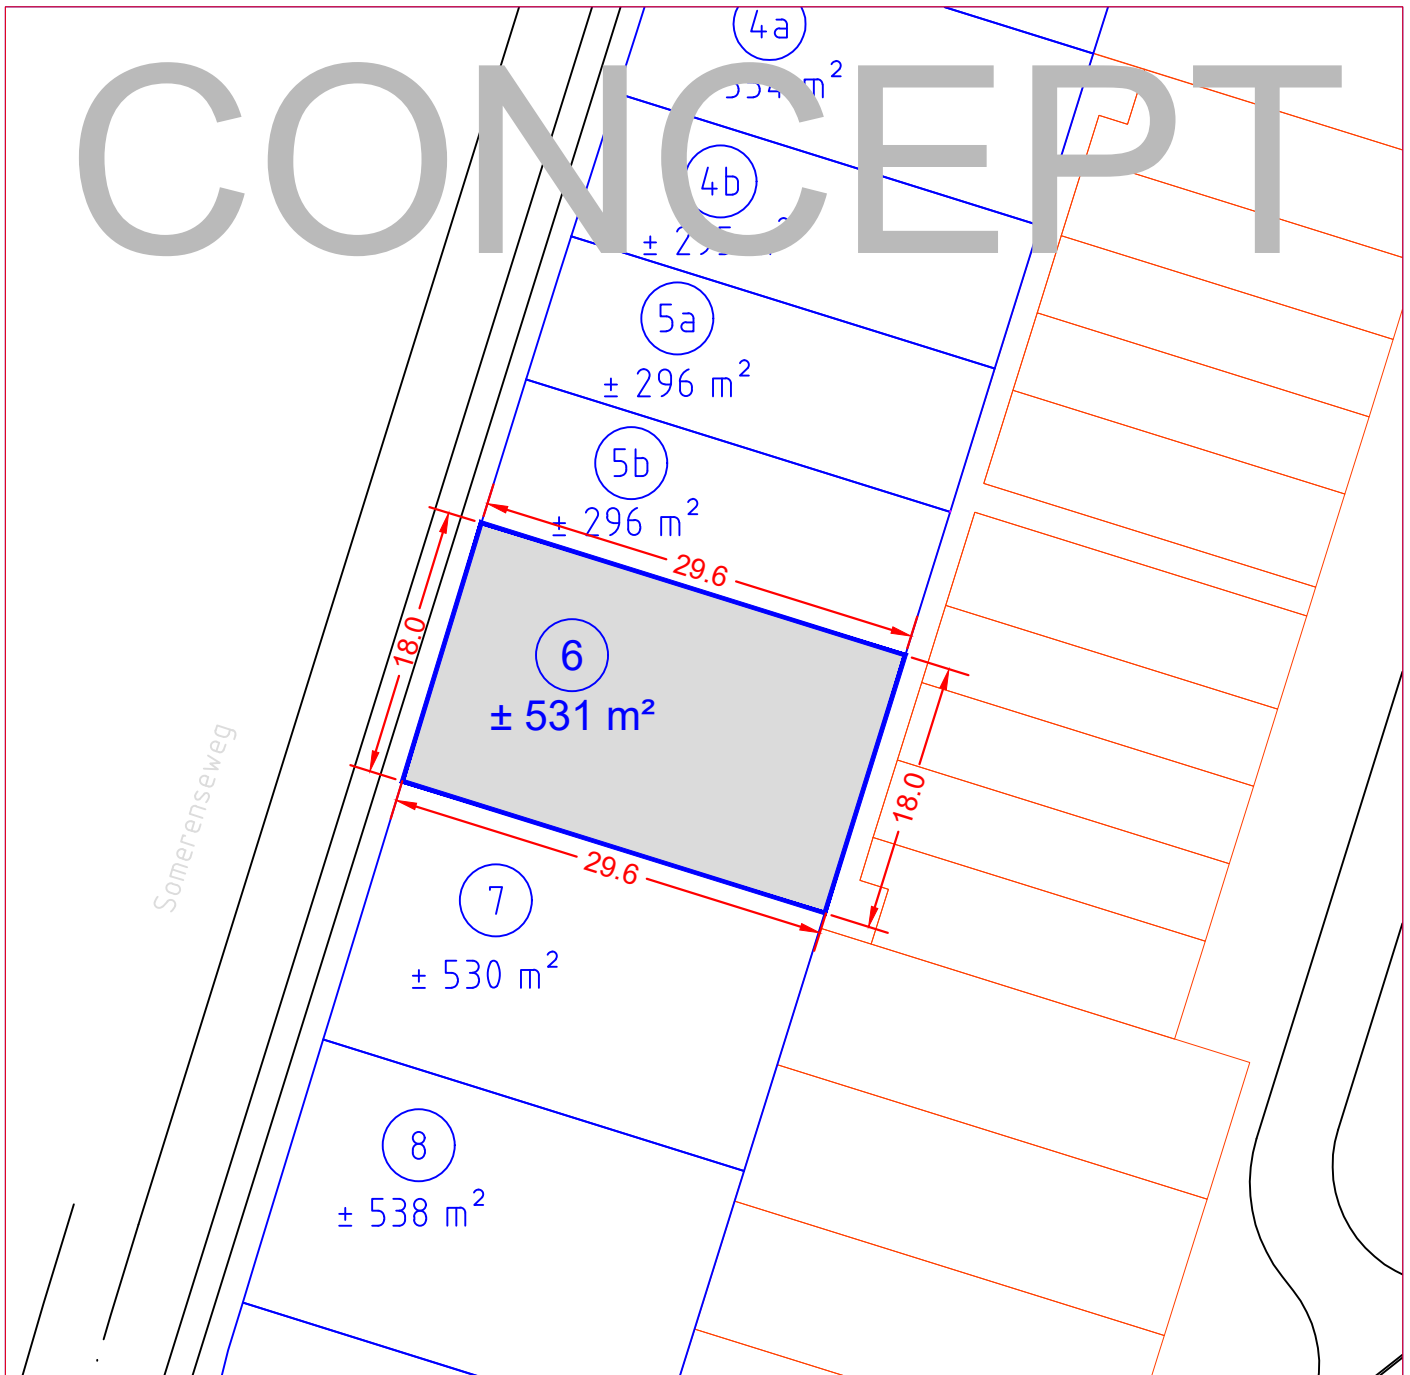 CONCEPT
4a
4b
5a
± 296 m²
5b
± 296 m²
29.6
18.0
6
± 531 m²
18.0
29.6
Somerenseweg
7
± 530 m²
8
± 538 m²